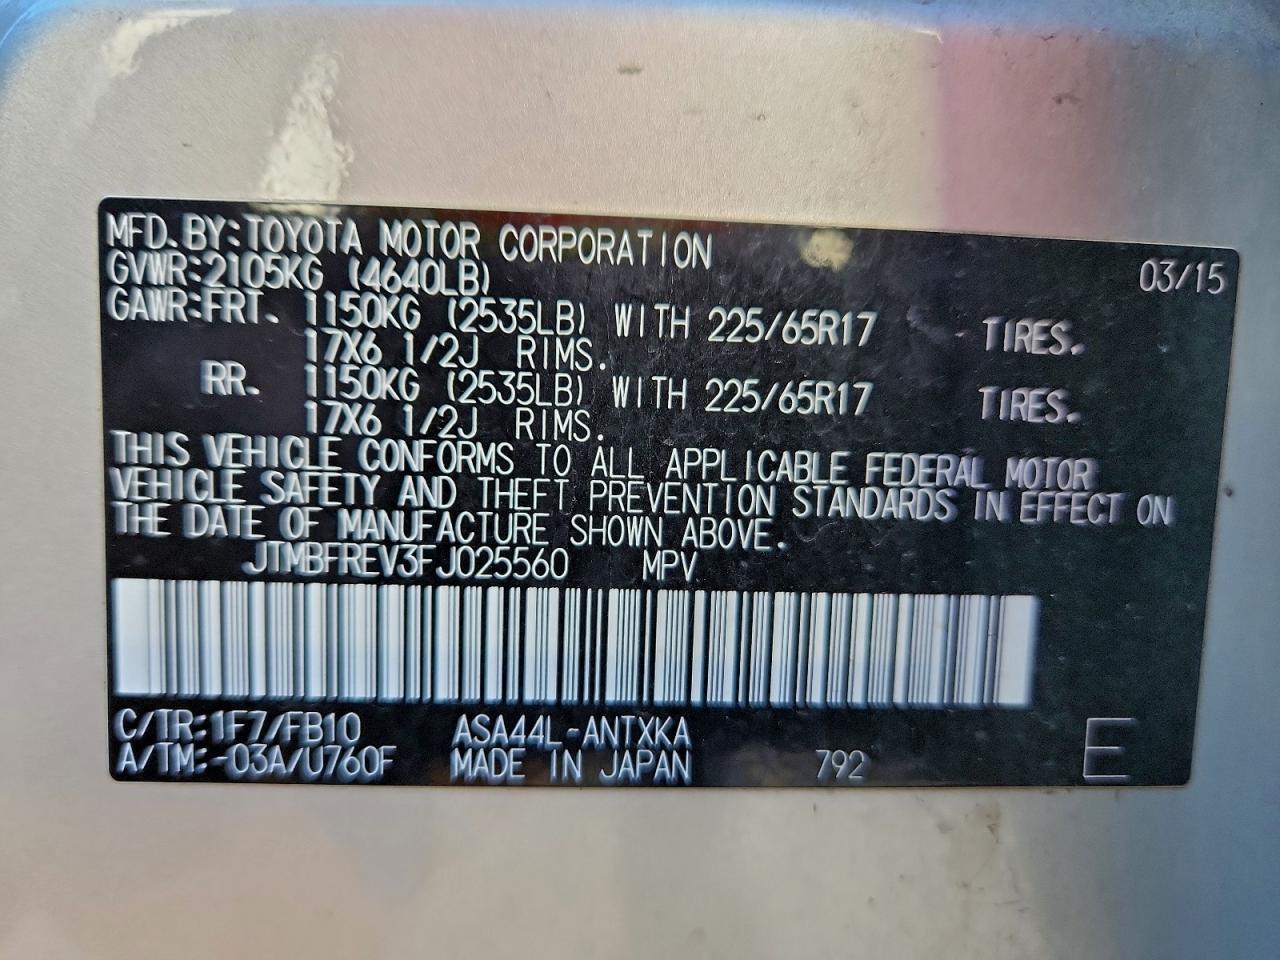 MFD. BY: TOYOTA MOTOR CORPORATION 03/15
GVWR: 2105KG (4640LB)
GAWR: FRT. 1150KG (2535LB) WITH 225/65R17 TIRES.
17X6 1/2J RIMS.
RR. 1150KG (2535LB) WITH 225/65R17 TIRES.
17X6 1/2J RIMS.
THIS VEHICLE CONFORMS TO ALL APPLICABLE FEDERAL MOTOR
VEHICLE SAFETY AND THEFT PREVENTION STANDARDS IN EFFECT ON
THE DATE OF MANUFACTURE SHOWN ABOVE.
JTMBFREV3FJ025560 MPV
C/TR: 1F7/FB10 ASA44L-ANTXKA
A/TM: -03A/U760F MADE IN JAPAN 792 E